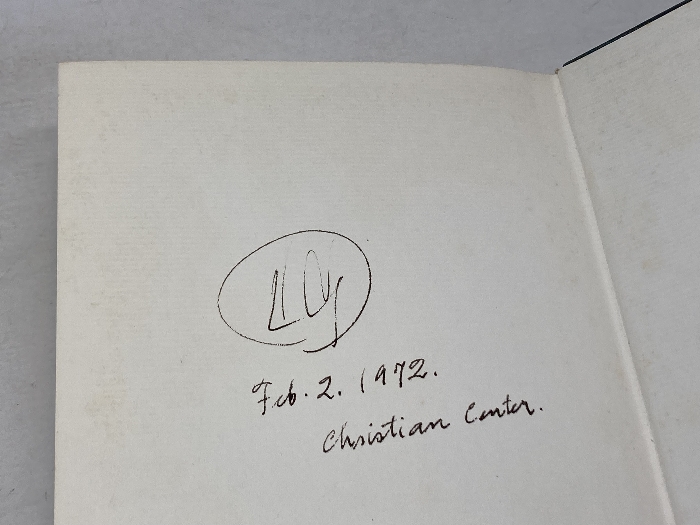 Feb. 2. 1972.
Christian Center.